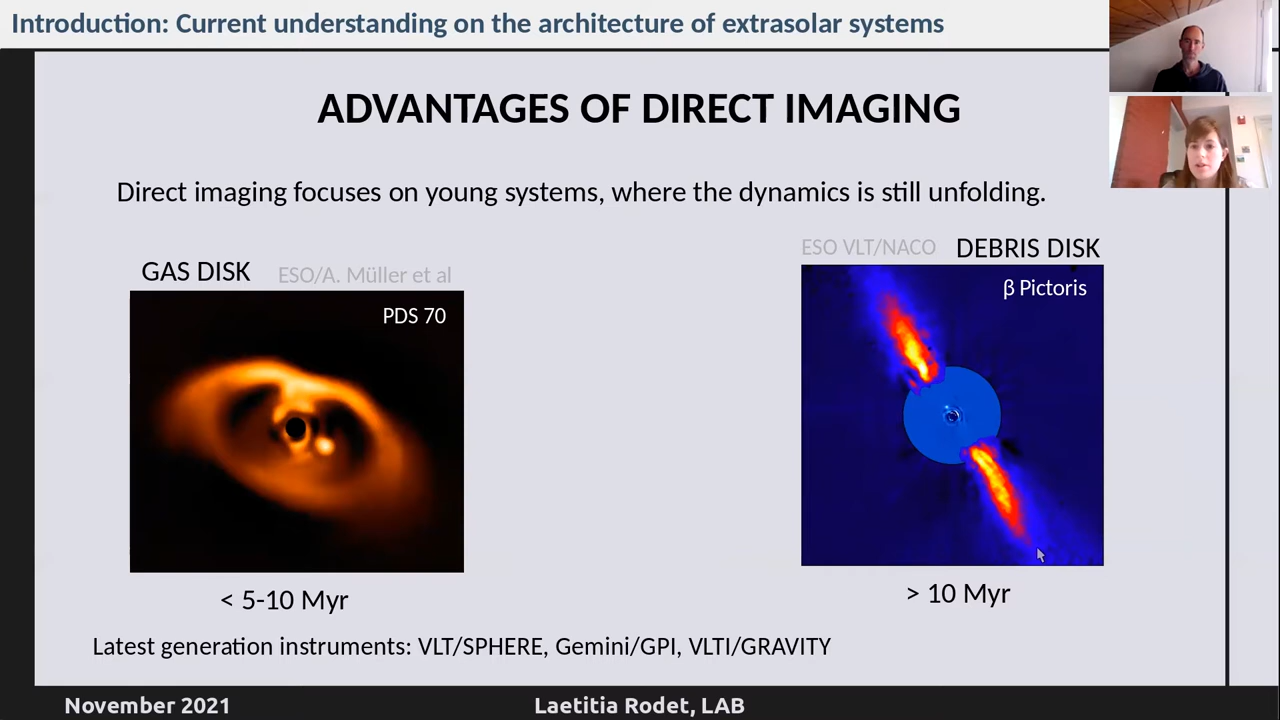 Introduction: Current understanding on the architecture of extrasolar systems
ADVANTAGES OF DIRECT IMAGING
Direct imaging focuses on young systems, where the dynamics is still unfolding.
GAS DISK ESO/A. Müller et al
PDS 70
< 5-10 Myr
ESO VLT/NACO DEBRIS DISK
β Pictoris
> 10 Myr
Latest generation instruments: VLT/SPHERE, Gemini/GPI, VLTI/GRAVITY
November 2021 Laetitia Rodet, LAB